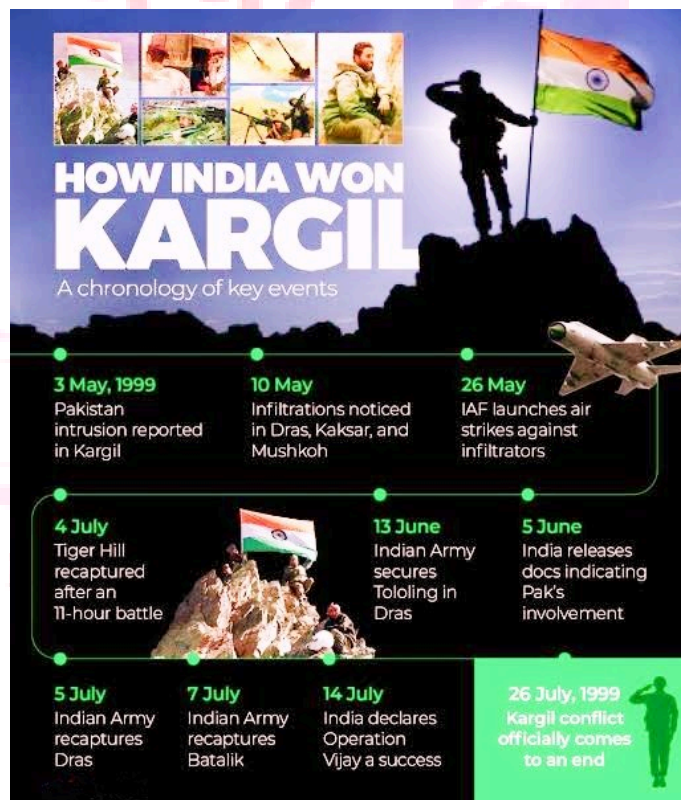 HOW INDIA WON
KARGIL
A chronology of key events
3 May, 1999
Pakistan
intrusion reported
in Kargil
10 May
Infiltrations noticed
in Dras, Kaksar, and
Mushkoh
26 May
IAF launches air
strikes against
infiltrators
5 June
India releases
docs indicating
Pak's
involvement
13 June
Indian Army
secures
Tololing in
Dras
4 July
Tiger Hill
recaptured
after an
11-hour battle
5 July
Indian Army
recaptures
Dras
7 July
Indian Army
recaptures
Batalik
14 July
India declares
Operation
Vijay a success
26 July, 1999
Kargil conflict
officially comes
to an end